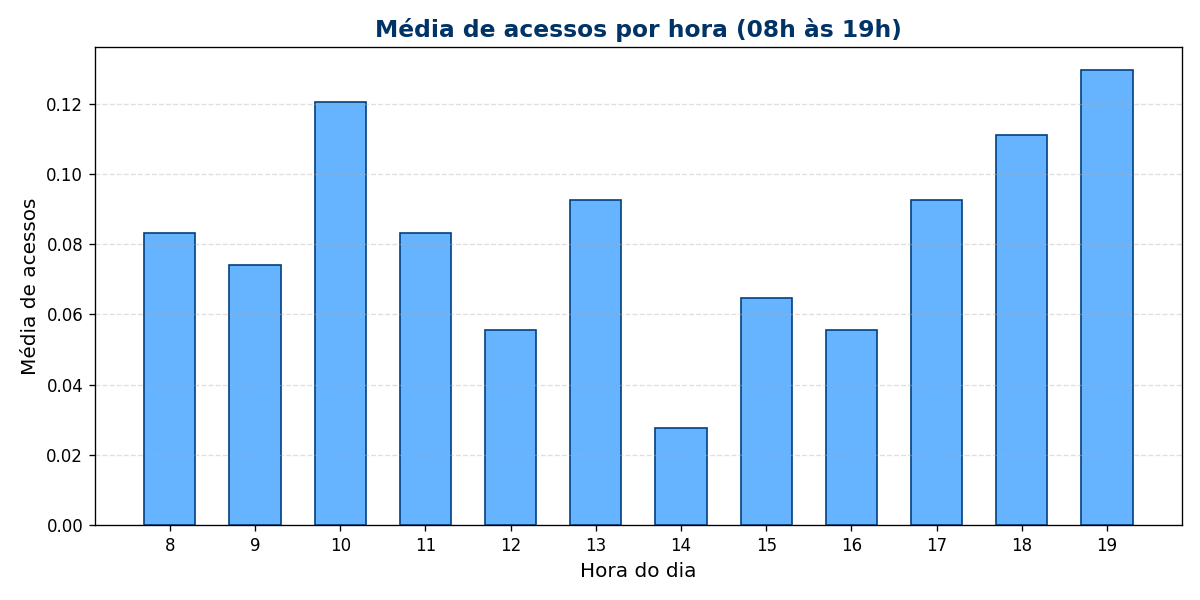 Média de acessos por hora (08h às 19h)
Média de acessos
0.12
0.10
0.08
0.06
0.04
0.02
0.00
8 9 10 11 12 13 14 15 16 17 18 19
Hora do dia